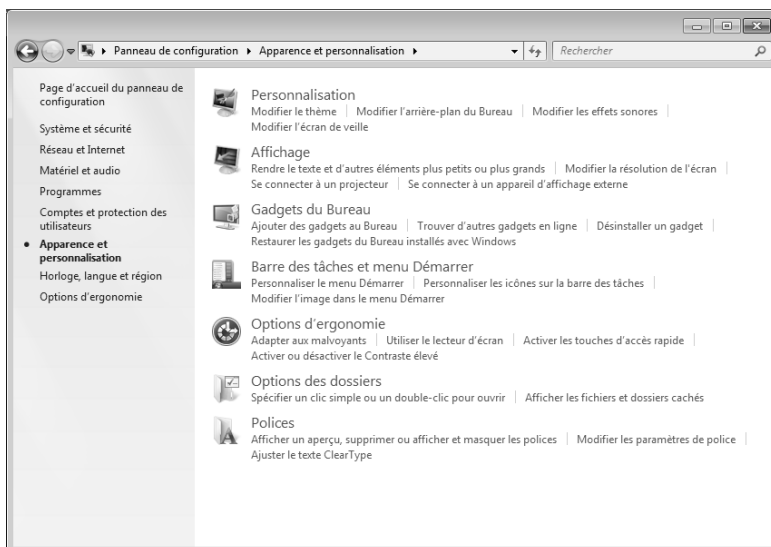 Panneau de configuration Apparence et personnalisation Rechercher
Page d'accueil du panneau de
configuration
Système et sécurité
Réseau et Internet
Matériel et audio
Programmes
Comptes et protection des
utilisateurs
Apparence et
personnalisation
Horloge, langue et région
Options d'ergonomie
Personnalisation
Modifier le thème Modifier l'arrière-plan du Bureau Modifier les effets sonores
Modifier l'écran de veille
Affichage
Rendre le texte et d'autres éléments plus petits ou plus grands Modifier la résolution de l'écran
Se connecter à un projecteur Se connecter à un appareil d'affichage externe
Gadgets du Bureau
Ajouter des gadgets au Bureau Trouver d'autres gadgets en ligne Désinstaller un gadget
Restaurer les gadgets du Bureau installés avec Windows
Barre des tâches et menu Démarrer
Personnaliser le menu Démarrer Personnaliser les icônes sur la barre des tâches
Modifier l'image dans le menu Démarrer
Options d'ergonomie
Adapter aux malvoyants Utiliser le lecteur d'écran Activer les touches d'accès rapide
Activer ou désactiver le Contraste élevé
Options des dossiers
Spécifier un clic simple ou un double-clic pour ouvrir Afficher les fichiers et dossiers cachés
Polices
Afficher un aperçu, supprimer ou afficher et masquer les polices Modifier les paramètres de police
Ajuster le texte ClearType